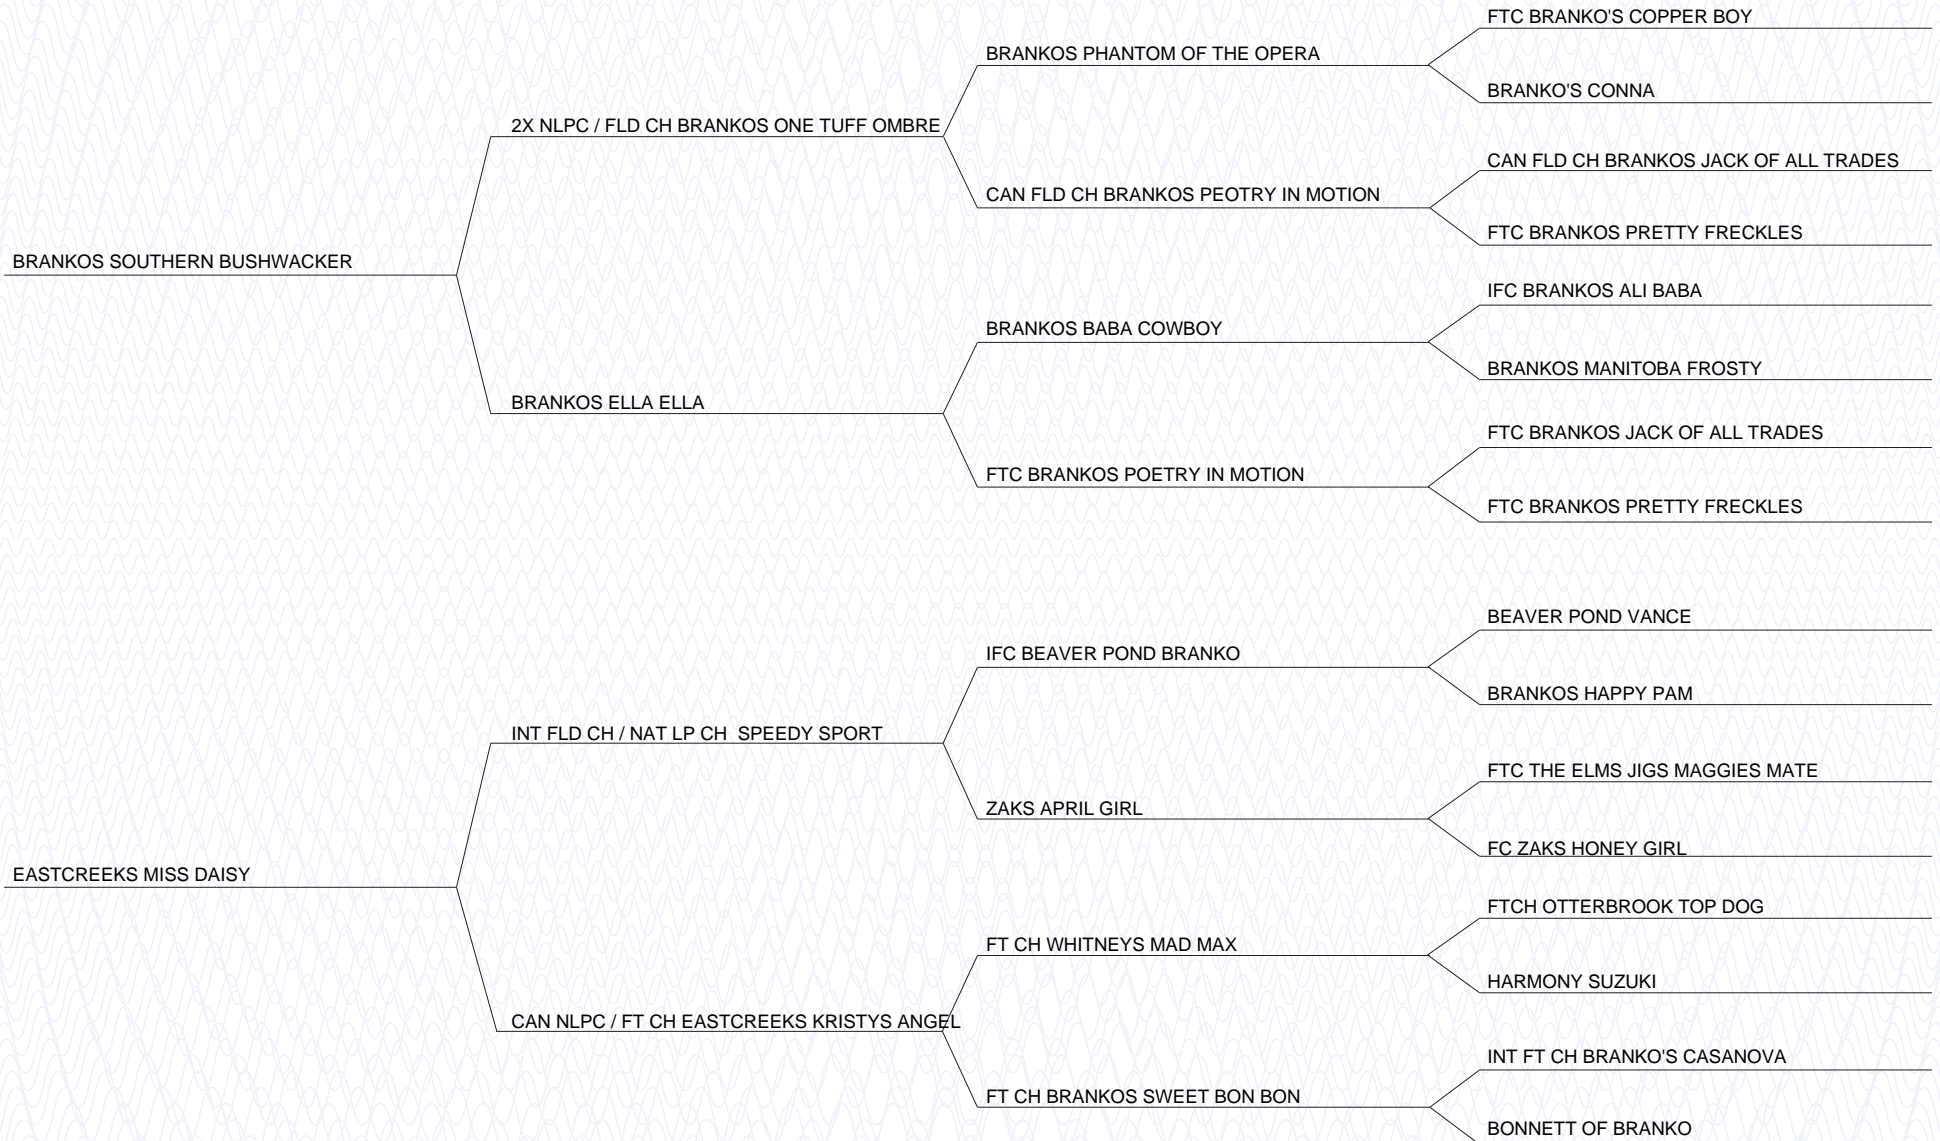 FTC BRANKO'S COPPER BOY
BRANKOS PHANTOM OF THE OPERA
BRANKO'S CONNA
2X NLPC / FLD CH BRANKOS ONE TUFF OMBRE
CAN FLD CH BRANKOS JACK OF ALL TRADES
CAN FLD CH BRANKOS PEOTRY IN MOTION
FTC BRANKOS PRETTY FRECKLES
BRANKOS SOUTHERN BUSHWACKER
IFC BRANKOS ALI BABA
BRANKOS BABA COWBOY
BRANKOS MANITOBA FROSTY
BRANKOS ELLA ELLA
FTC BRANKOS JACK OF ALL TRADES
FTC BRANKOS POETRY IN MOTION
FTC BRANKOS PRETTY FRECKLES
BEAVER POND VANCE
IFC BEAVER POND BRANKO
BRANKOS HAPPY PAM
INT FLD CH / NAT LP CH  SPEEDY SPORT
FTC THE ELMS JIGS MAGGIES MATE
ZAKS APRIL GIRL
FC ZAKS HONEY GIRL
EASTCREEKS MISS DAISY
FTCH OTTERBROOK TOP DOG
FT CH WHITNEYS MAD MAX
HARMONY SUZUKI
CAN NLPC / FT CH EASTCREEKS KRISTYS ANGEL
INT FT CH BRANKO'S CASANOVA
FT CH BRANKOS SWEET BON BON
BONNETT OF BRANKO